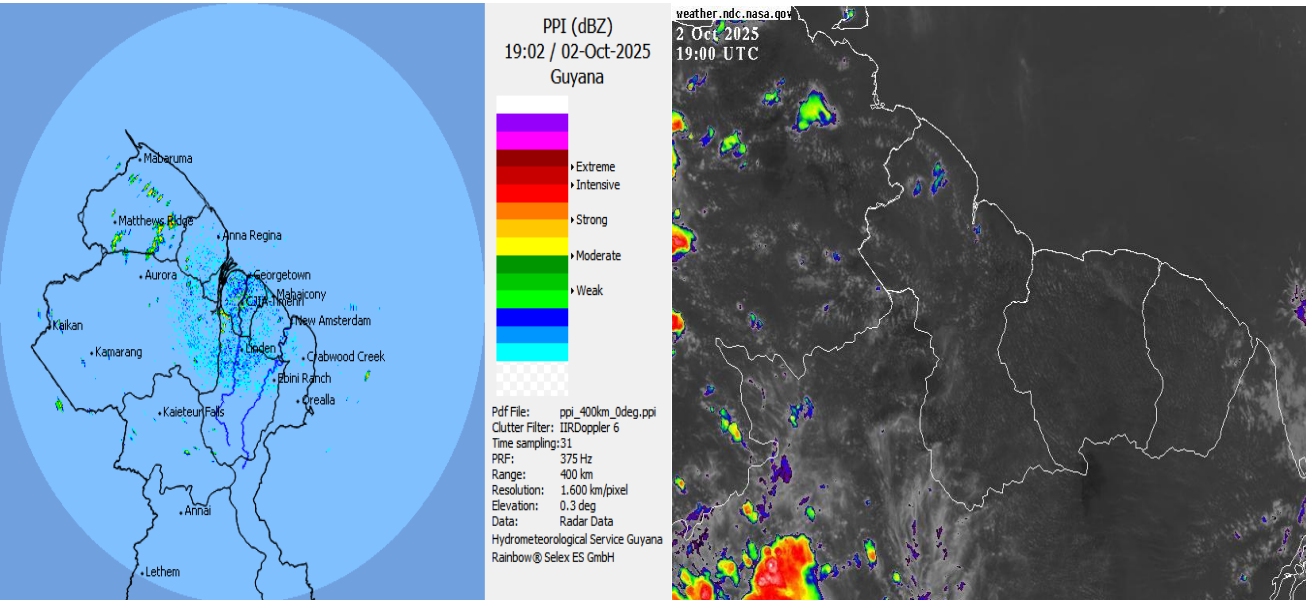 PPI (dBZ)
19:02 / 02-Oct-2025
Guyana
Extreme
Intensive
Strong
Moderate
Weak
Pdf File: ppi_400km_0deg.ppi
Clutter Filter: IIRDoppler 6
Time sampling:31
PRF: 375 Hz
Range: 400 km
Resolution: 1.600 km/pixel
Elevation: 0.3 deg
Data: Radar Data
Hydrometeorological Service Guyana
Rainbow® Selex ES GmbH
Mabaruma
Matthews Ridge
Anna Regina
Aurora
Georgetown
Mahaicony
CJIA-Timehri
New Amsterdam
Kaikan
Kamarang
Linden
Crabwood Creek
Ebini Ranch
Orealla
Kaieteur Falls
Annai
Lethem
weather.ndc.nasa.gov
2 Oct 2025
19:00 UTC